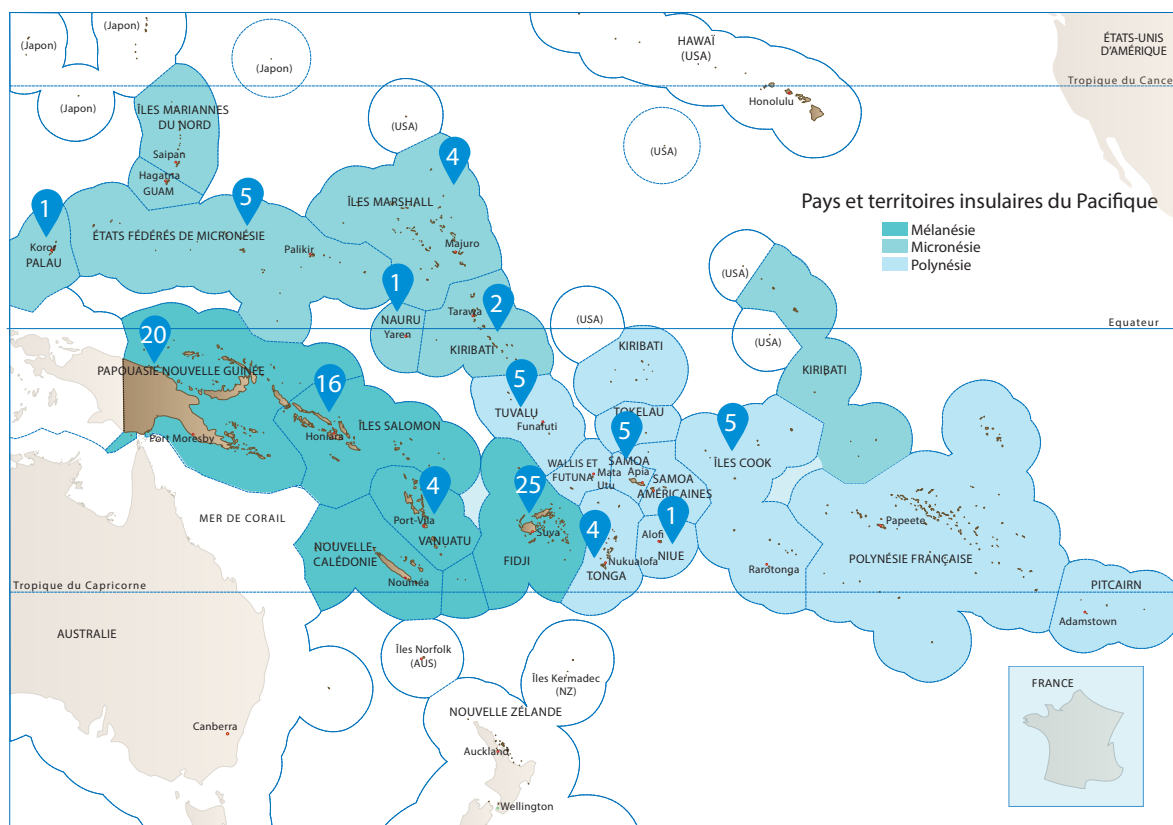 (Japon)
(Japon)
(Japon)
(Japon)
HAWAÏ
(USA)
ÉTATS-UNIS
D'AMÉRIQUE
Tropique du Cance
Honolulu
ÎLES MARIANNES
DU NORD
Saipan
Hagatna
GUAM
(USA)
(USA)
4
5
1
ÎLES MARSHALL
Majuro
ÉTATS FÉDÉRÉS DE MICRONÉSIE
Palikir
Koror
PALAU
Pays et territoires insulaires du Pacifique
Mélanésie
Micronésie
Polynésie
(USA)
1
NAURU
Yaren
2
Tarawa
KIRIBATI
(USA)
Equateur
(USA)
20
PAPOUASIE NOUVELLE GUINÉE
Port Moresby
16
Honiara
ÎLES SALOMON
5
TUVALU
Funafuti
KIRIBATI
KIRIBATI
TOKELAU
5
SAMOA
Apia
5
ÎLES COOK
WALLIS ET
FUTUNA
Mata
Utu
SAMOA
AMÉRICAINES
MER DE CORAIL
4
Port-Vila
VANUATU
25
Suva
FIDJI
4
Nukualofa
TONGA
1
Alofi
NIUE
Rarotonga
Papeete
POLYNÉSIE FRANÇAISE
NOUVELLE
CALÉDONIE
Nouméa
Tropique du Capricorne
PITCAIRN
Adamstown
AUSTRALIE
Canberra
Îles Norfolk
(AUS)
Îles Kermadec
(NZ)
NOUVELLE ZÉLANDE
Auckland
Wellington
FRANCE